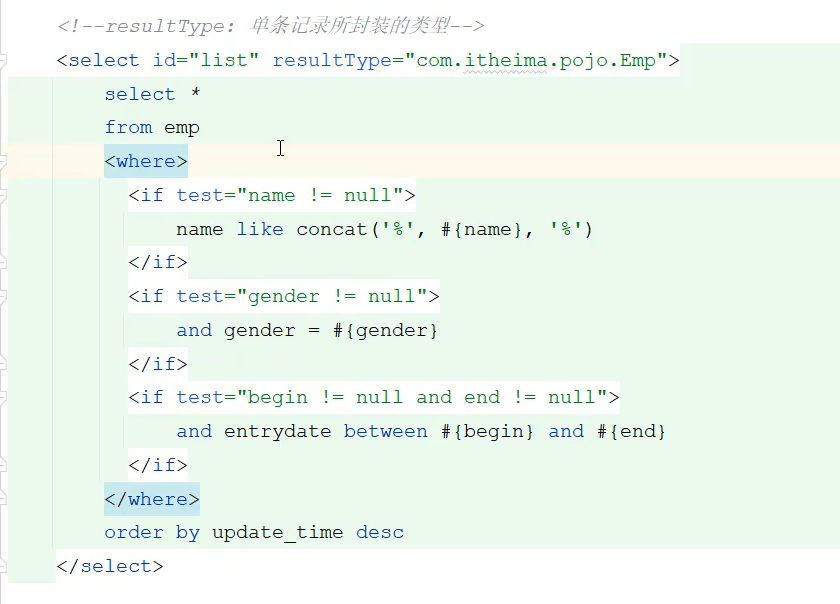 <!--resultType: 单条记录所封装的类型-->
<select id="list" resultType="com.itheima.pojo.Emp">
select *
from emp
<where>
<if test="name != null">
name like concat('%', #{name}, '%')
</if>
<if test="gender != null">
and gender = #{gender}
</if>
<if test="begin != null and end != null">
and entrydate between #{begin} and #{end}
</if>
</where>
order by update_time desc
</select>